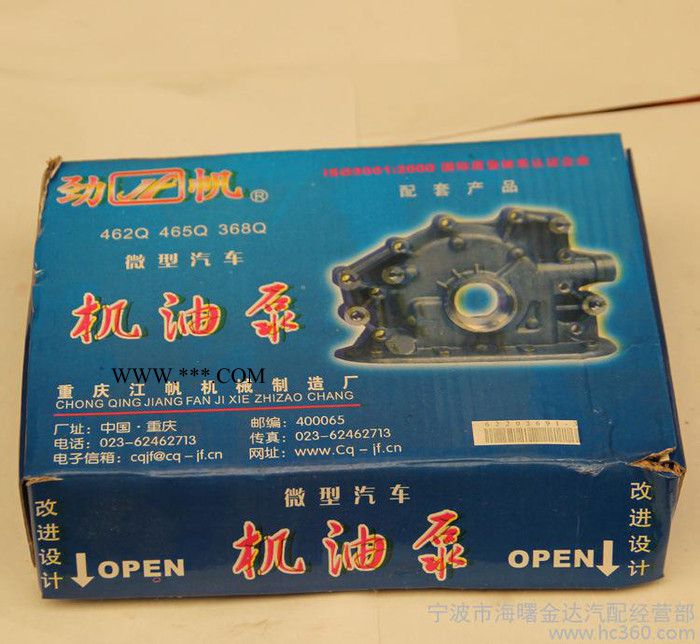 劲 JF 帆®
ISO9001:2000 国际质量体系认证企业
配套产品
462Q 465Q 368Q
微型汽车
机油泵
WWW.***.COM
重庆江帆机械制造厂
CHONG QING JIANG FAN JI XIE ZHIZAO CHANG
厂址：中国·重庆 邮编：400065
电话：023-62462713 传真：023-62462713
电子信箱：cqjf@cq-jf.cn 网址：www.Cq-jf.cn
微型汽车
改进设计 OPEN 机油泵 OPEN 改进设计
宁波市海曙金达汽配经营部
www.hc360.com